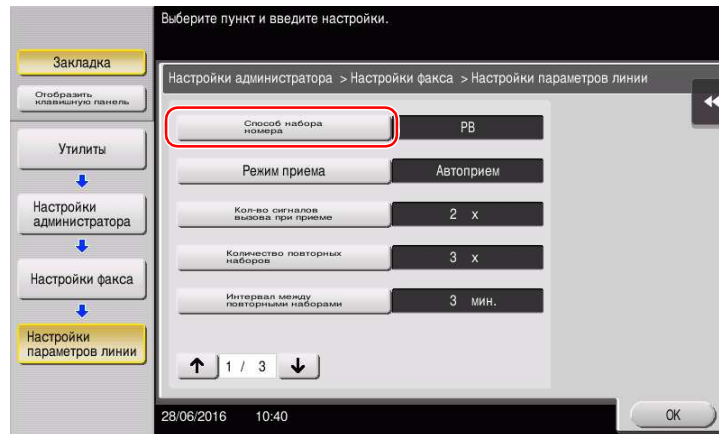 Выберите пункт и введите настройки.
Закладка
Отобразить
клавишную панель
Утилиты
Настройки
администратора
Настройки факса
Настройки
параметров линии
Настройки администратора > Настройки факса > Настройки параметров линии
Способ набора
номера
PB
Режим приема
Автоприем
Кол-во сигналов
вызова при приеме
2 x
Количество повторных
наборов
3 x
Интервал между
повторными наборами
3 мин.
1 / 3
28/06/2016 10:40
OK